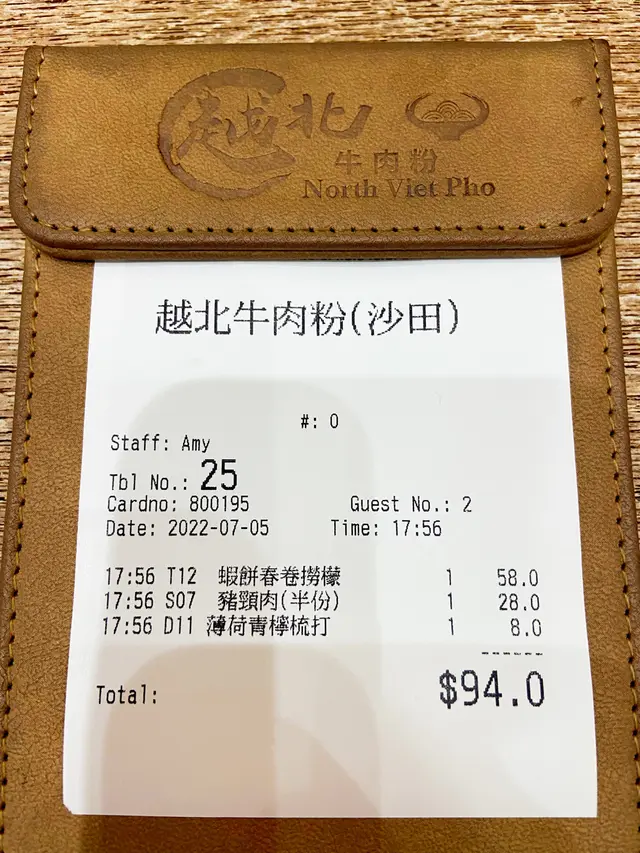 越北
牛肉粉
North Viet Pho
越北牛肉粉(沙田)
#: 0
Staff: Amy
Tbl No.: 25
Cardno: 800195 Guest No.: 2
Date: 2022-07-05 Time: 17:56
17:56 T12 蝦餅春卷撈檬 1 58.0
17:56 S07 豬頸肉(半份) 1 28.0
17:56 D11 薄荷青檸梳打 1 8.0
Total: $94.0